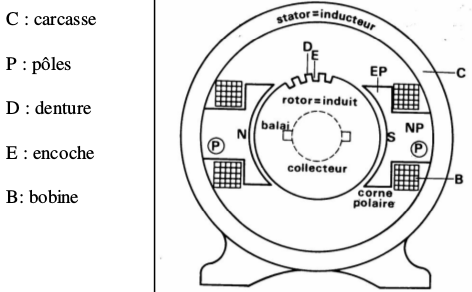 C : carcasse
P : pôles
D : denture
E : encoche
B: bobine
stator=inducteur
D
E
EP
C
rotor=induit
N
balai
S
NP
P
P
collecteur
B
corne
polaire